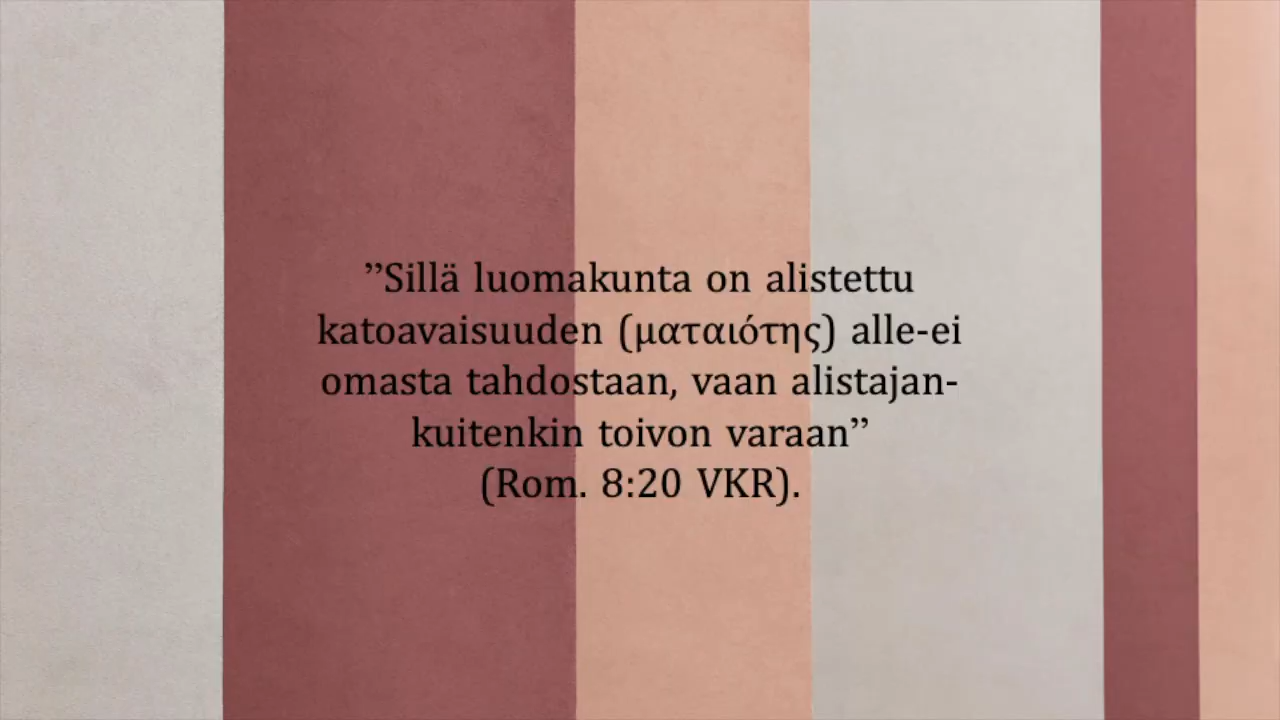 ”Sillä luomakunta on alistettu
katoavaisuuden (ματαιότης) alle-ei
omasta tahdostaan, vaan alistajan-
kuitenkin toivon varaan”
(Rom. 8:20 VKR).